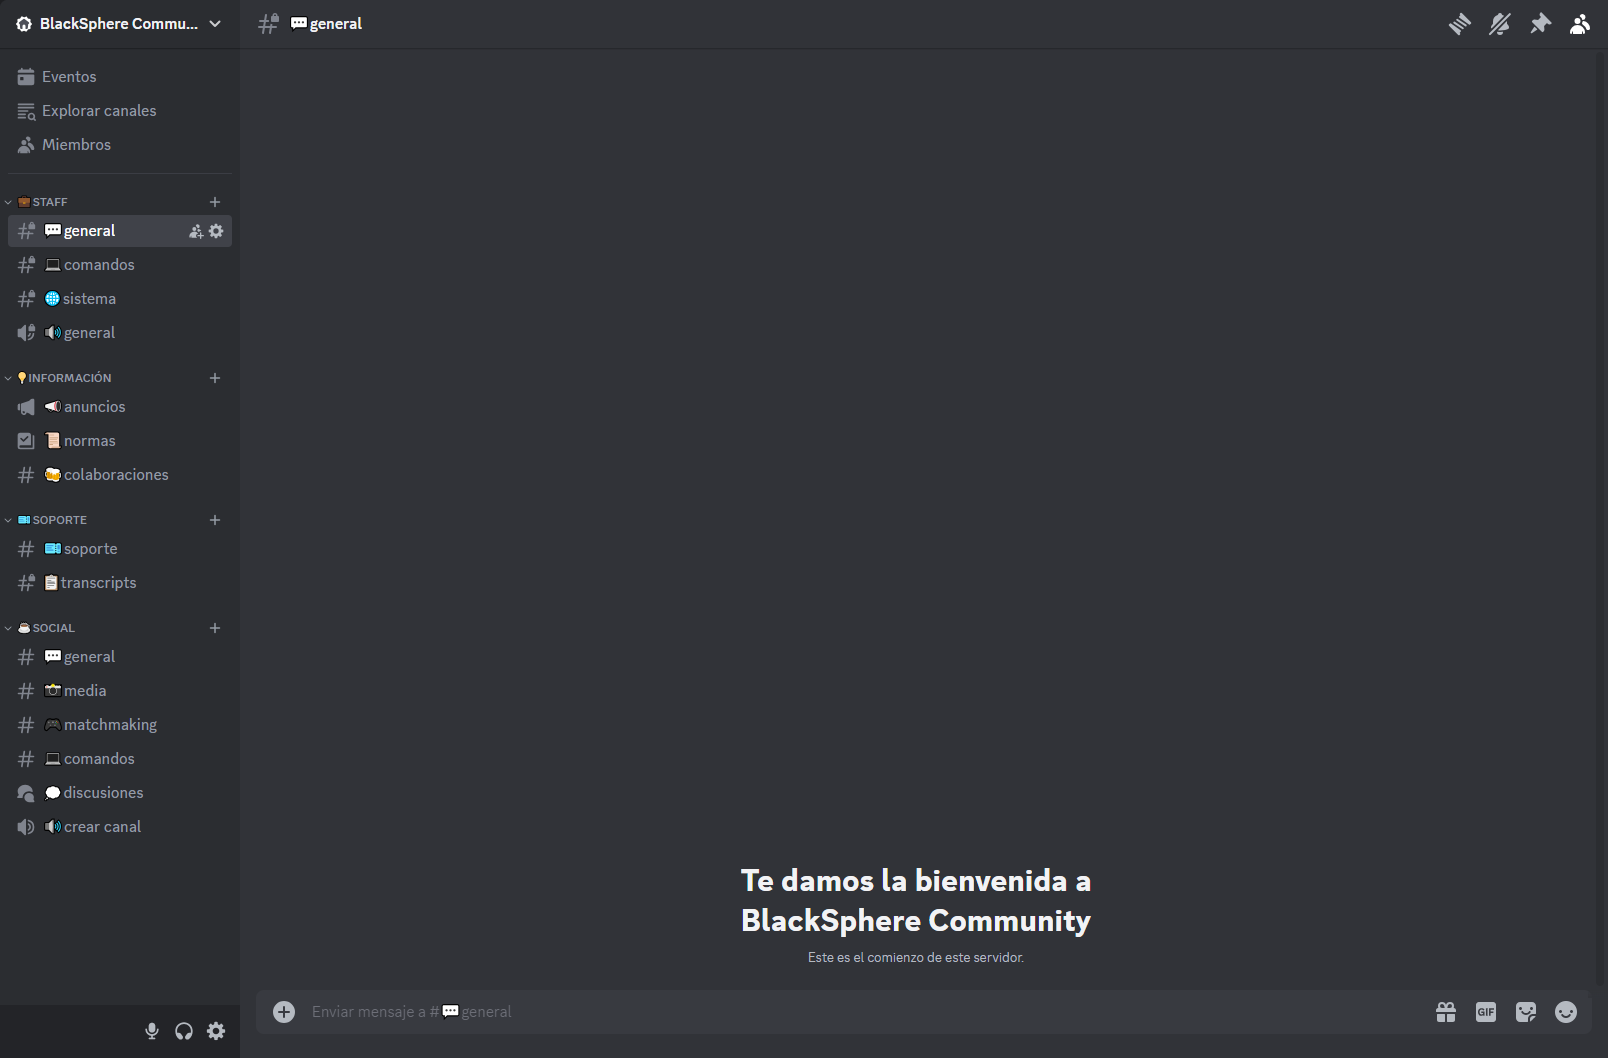 BlackSphere Commu...
Eventos
Explorar canales
Miembros
💼STAFF
💬general
💻comandos
🌐sistema
🔊general
💡INFORMACIÓN
📢anuncios
📜normas
🍻colaboraciones
🎫SOPORTE
🎫soporte
📋transcripts
☕SOCIAL
💬general
📸media
🎮matchmaking
💻comandos
💭discusiones
🔊crear canal
💬general
Te damos la bienvenida a
BlackSphere Community
Este es el comienzo de este servidor.
Enviar mensaje a #💬general
GIF